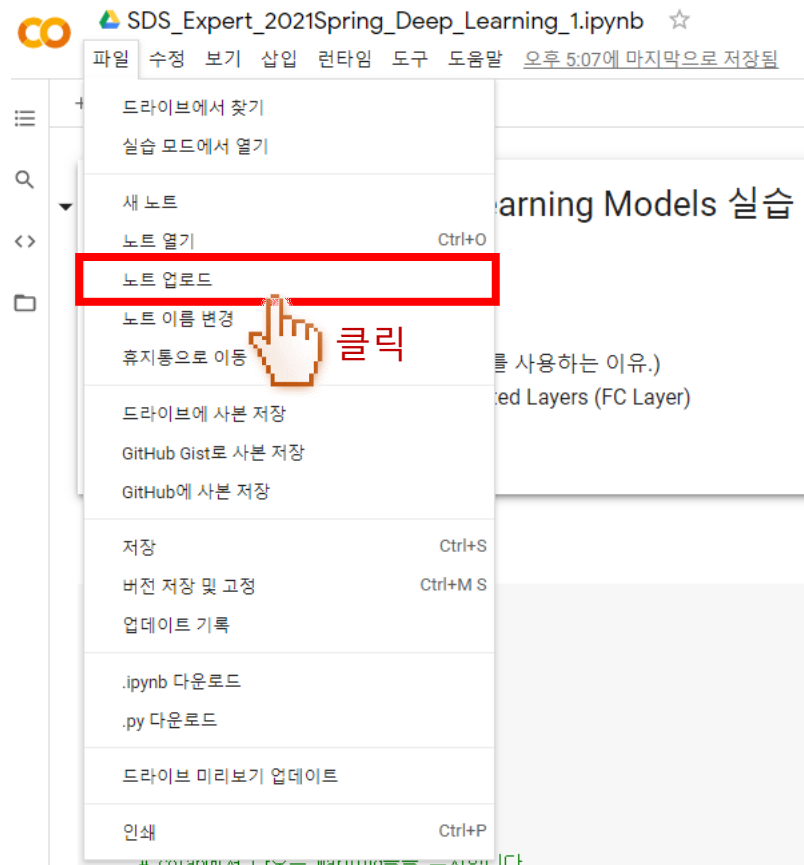 SDS_Expert_2021Spring_Deep_Learning_1.ipynb
파일 수정 보기 삽입 런타임 도구 도움말 오후 5:07에 마지막으로 저장됨
드라이브에서 찾기
실습 모드에서 열기
새 노트
arning Models 실습
노트 열기 Ctrl+O
노트 업로드
노트 이름 변경
클릭
휴지통으로 이동
를 사용하는 이유.)
ted Layers (FC Layer)
드라이브에 사본 저장
GitHub Gist로 사본 저장
GitHub에 사본 저장
저장 Ctrl+S
버전 저장 및 고정 Ctrl+M S
업데이트 기록
.ipynb 다운로드
.py 다운로드
드라이브 미리보기 업데이트
인쇄 Ctrl+P